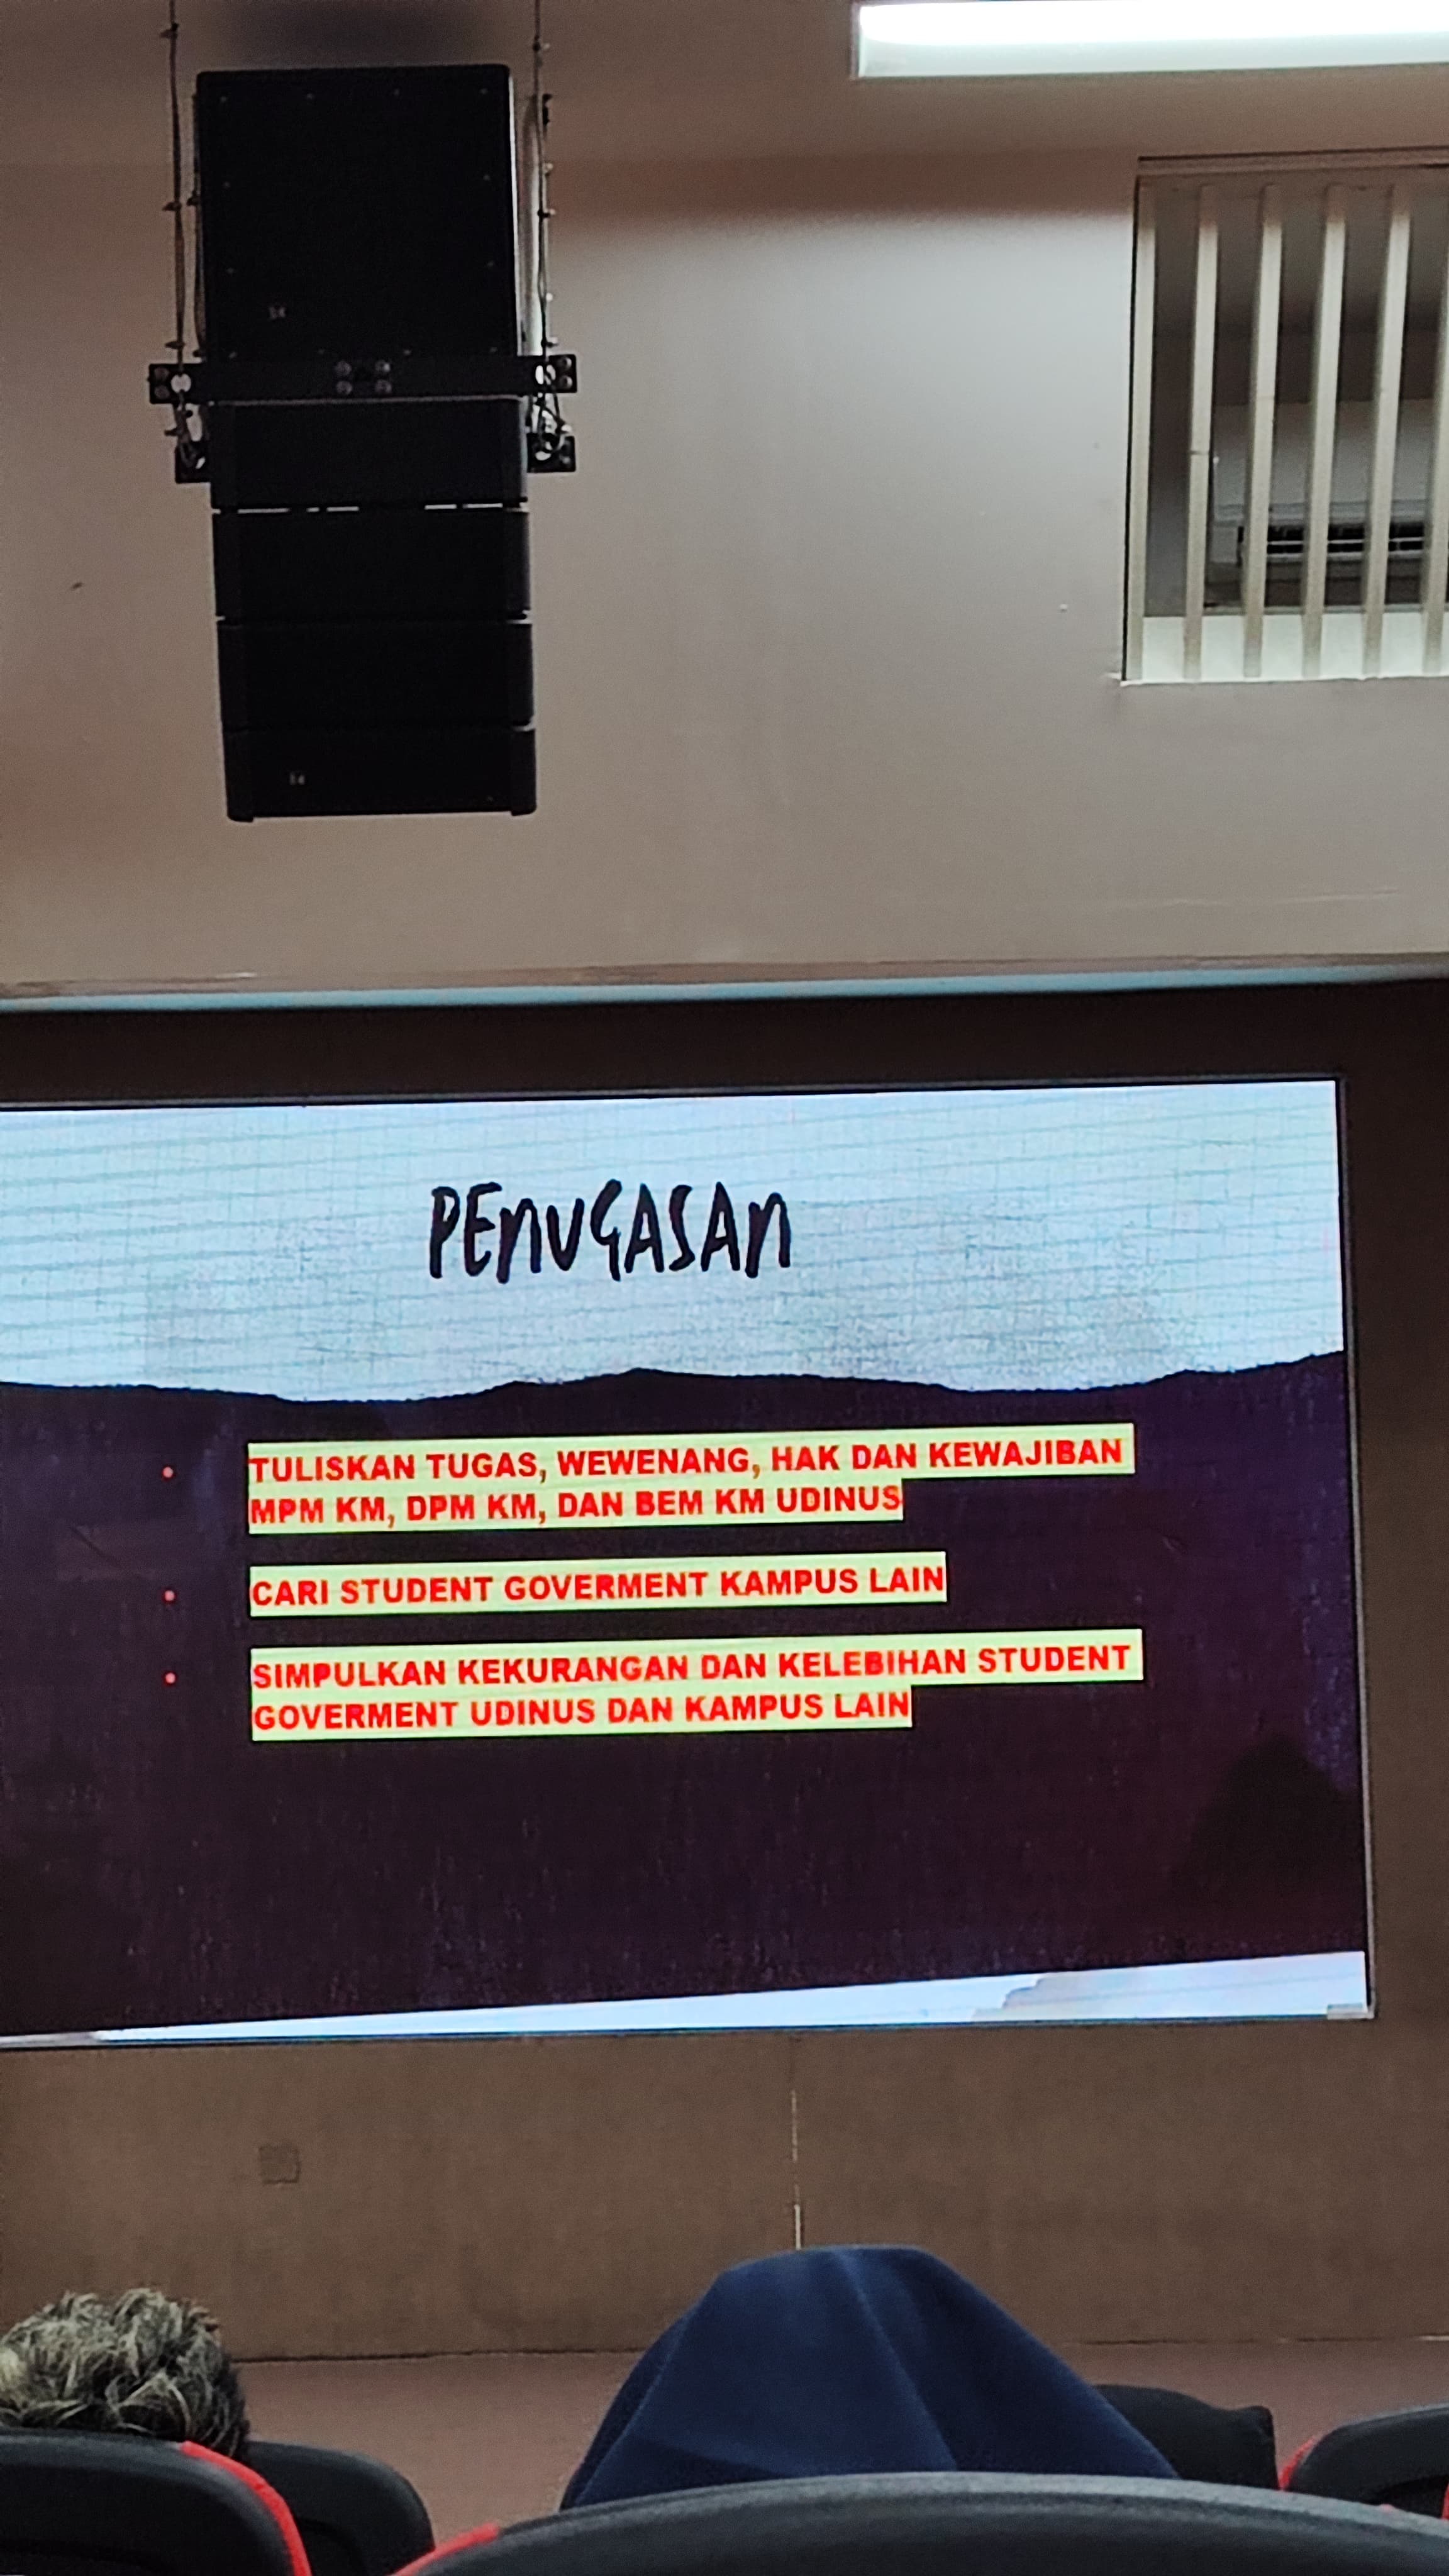 PENUGASAN
• TULISKAN TUGAS, WEWENANG, HAK DAN KEWAJIBAN
MPM KM, DPM KM, DAN BEM KM UDINUS
• CARI STUDENT GOVERMENT KAMPUS LAIN
• SIMPULKAN KEKURANGAN DAN KELEBIHAN STUDENT
GOVERMENT UDINUS DAN KAMPUS LAIN